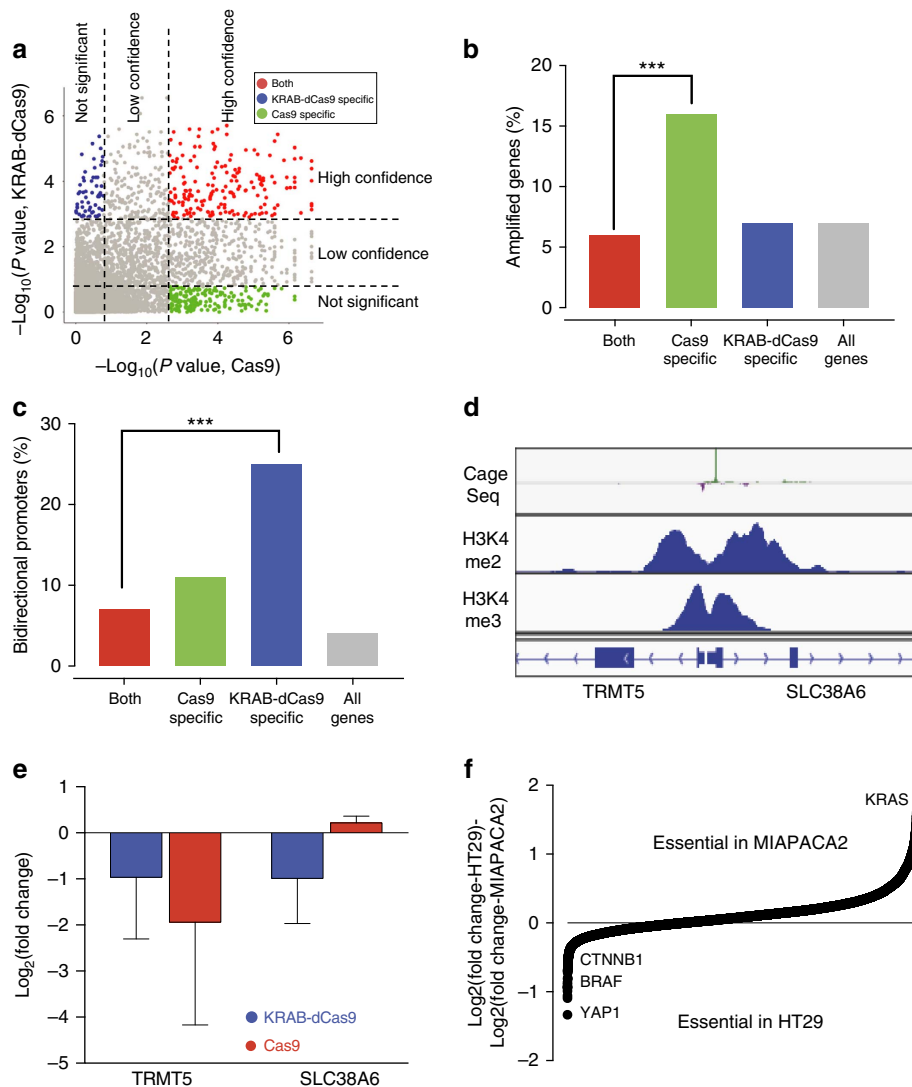 a
Not significant
Low confidence
High confidence
Both
KRAB-dCas9 specific
Cas9 specific
–Log10(P value, KRAB-dCas9)
6
4
2
0
High confidence
Low confidence
Not significant
0 2 4 6
–Log10(P value, Cas9)
b
Amplified genes (%)
20
15
10
5
0
***
Both
Cas9 specific
KRAB-dCas9 specific
All genes
c
Bidirectional promoters (%)
30
20
10
0
***
Both
Cas9 specific
KRAB-dCas9 specific
All genes
d
Cage
Seq
H3K4
me2
H3K4
me3
TRMT5 SLC38A6
e
Log2(fold change)
1
0
–1
–2
–3
–4
–5
KRAB-dCas9
Cas9
TRMT5 SLC38A6
f
Log2(fold change-HT29)-
Log2(fold change-MIAPACA2)
2
1
0
–1
–2
KRAS
Essential in MIAPACA2
CTNNB1
BRAF
YAP1
Essential in HT29